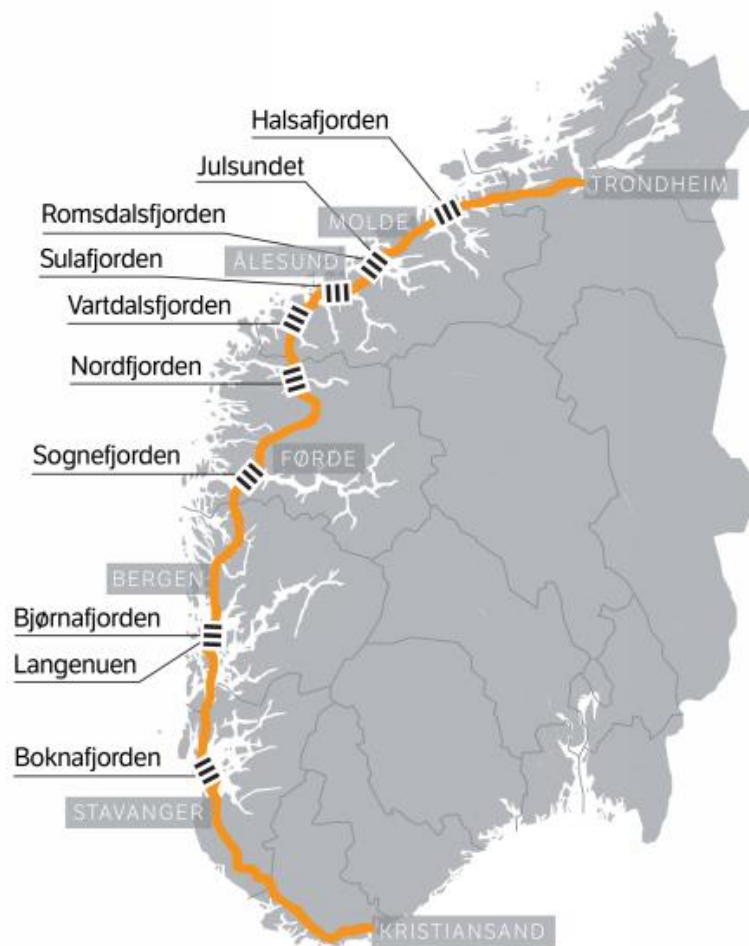 Halsafjorden
Julsundet
TRONDHEIM
Romsdalsfjorden
MOLDE
Sulafjorden
ÅLESUND
Vartdalsfjorden
Nordfjorden
Sognefjorden
FØRDE
BERGEN
Bjørnafjorden
Langenuen
Boknafjorden
STAVANGER
KRISTIANSAND